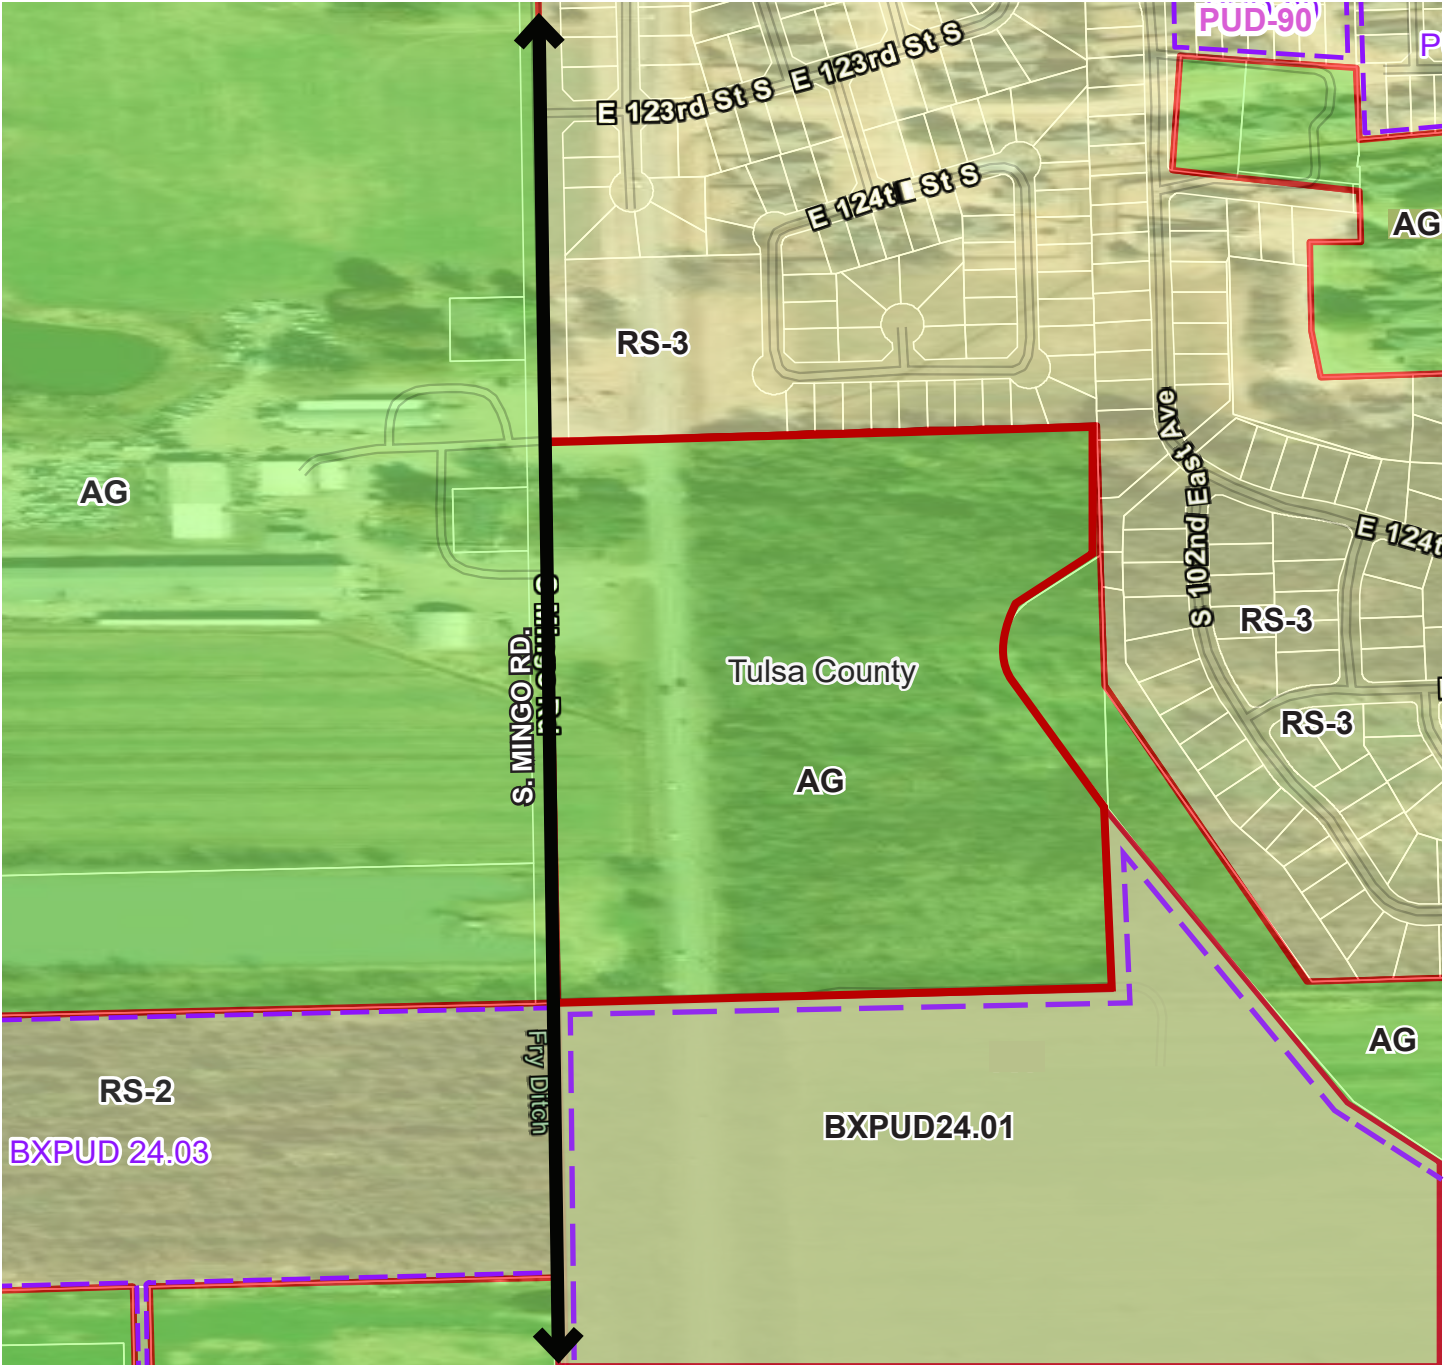 PUD-90
P
E 123rd St S
E 123rd St S
E 124t
St S
AG
RS-3
S 102nd East Ave
AG
E 124t
RS-3
S. MINGO RD.
Tulsa County
RS-3
AG
Fry Ditch
AG
RS-2
BXPUD24.01
BXPUD 24.03